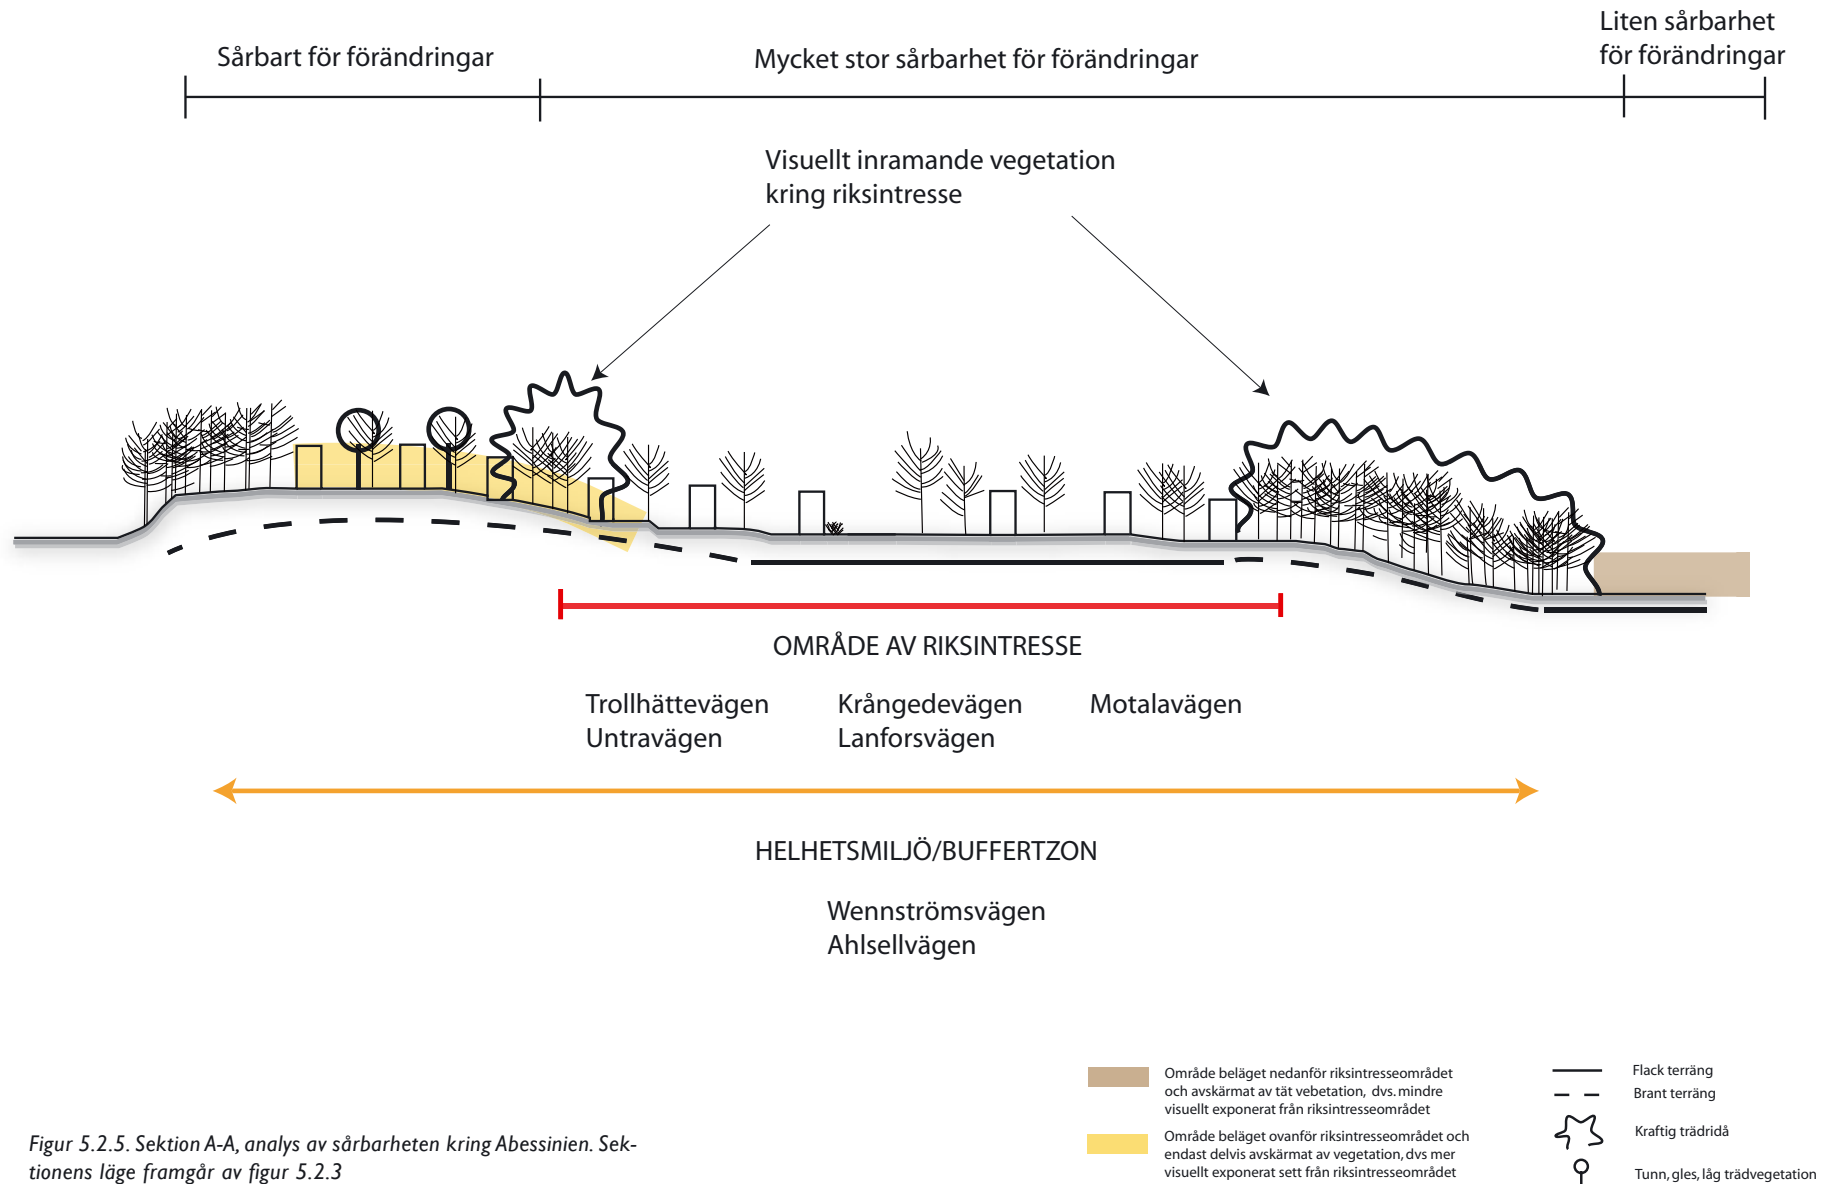 Sårbart för förändringar
Mycket stor sårbarhet för förändringar
Liten sårbarhet
för förändringar
Visuellt inramande vegetation
kring riksintresse
OMRÅDE AV RIKSINTRESSE
Trollhättevägen
Untravägen
Krångedevägen
Lanforsvägen
Motalavägen
HELHETSMILJÖ/BUFFERTZON
Wennströmsvägen
Ahlsellvägen
Område beläget nedanför riksintresseområdet
och avskärmat av tät vebetation, dvs. mindre
visuellt exponerat från riksintresseområdet
Område beläget ovanför riksintresseområdet och
endast delvis avskärmat av vegetation, dvs mer
visuellt exponerat sett från riksintresseområdet
Flack terräng
Brant terräng
Kraftig trädridå
Tunn, gles, låg trädvegetation
Figur 5.2.5. Sektion A-A, analys av sårbarheten kring Abessinien. Sek-
tionens läge framgår av figur 5.2.3